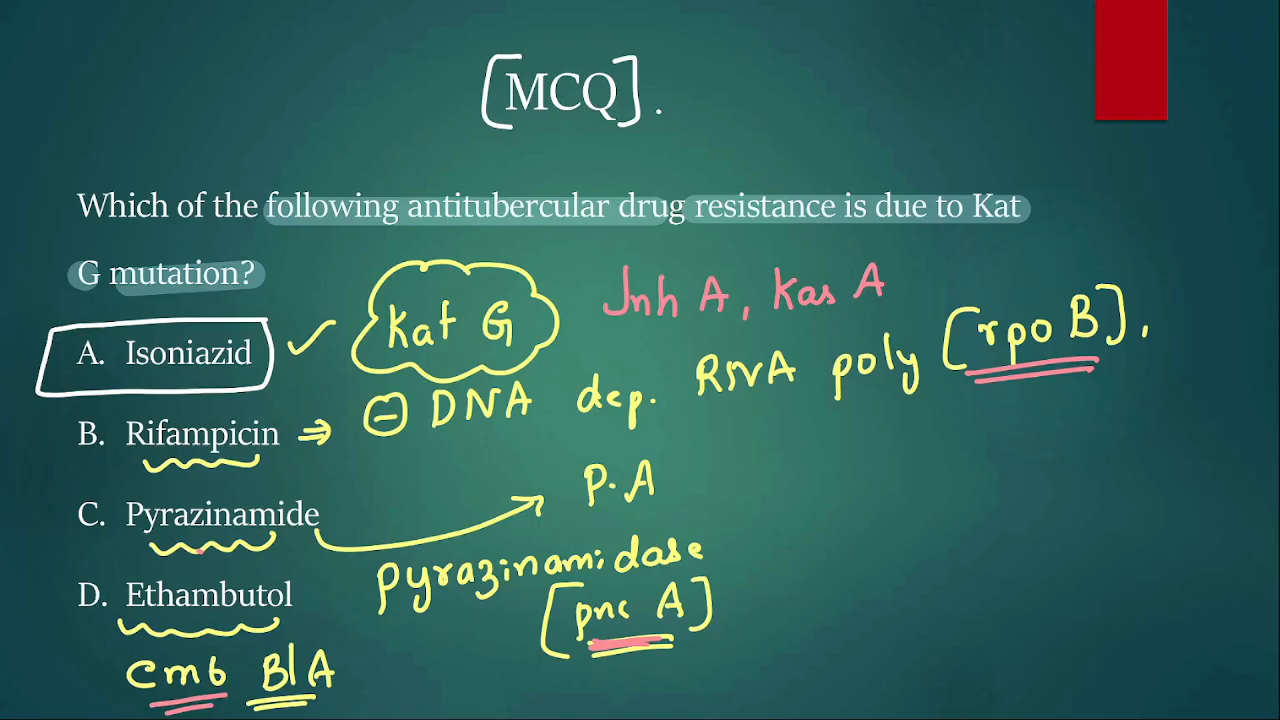 [MCQ].
Which of the following antitubercular drug resistance is due to Kat
G mutation?
Kat G
Inh A, Kas A
A. Isoniazid
⊖ DNA dep. RNA poly [rpo B].
B. Rifampicin ⇒
P.A
C. Pyrazinamide
Pyrazinamidase
[pnc A]
D. Ethambutol
emb B/A